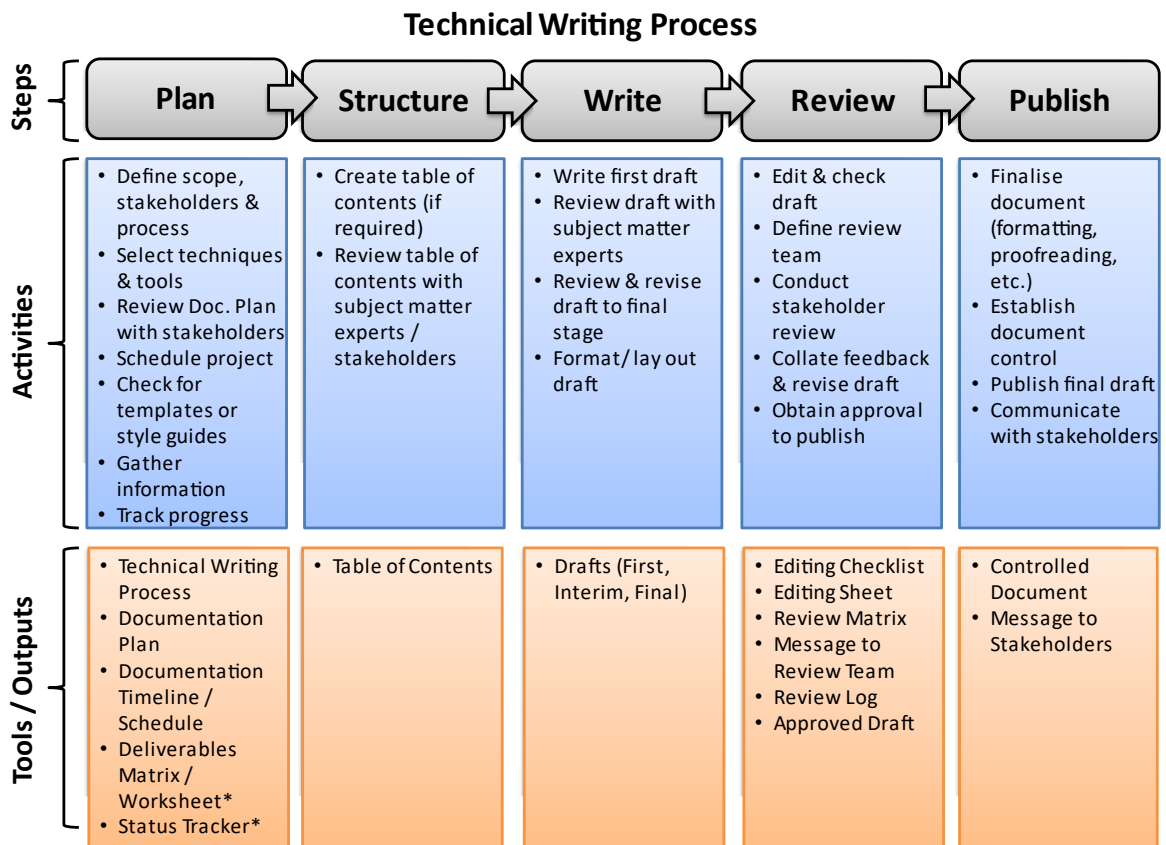 Technical Writing Process
Steps
Plan
Structure
Write
Review
Publish
Activities
• Define scope,
stakeholders &
process
• Select techniques
& tools
• Review Doc. Plan
with stakeholders
• Schedule project
• Check for
templates or
style guides
• Gather
information
• Track progress
• Create table of
contents (if
required)
• Review table of
contents with
subject matter
experts /
stakeholders
• Write first draft
• Review draft with
subject matter
experts
• Review & revise
draft to final
stage
• Format/ lay out
draft
• Edit & check
draft
• Define review
team
• Conduct
stakeholder
review
• Collate feedback
& revise draft
• Obtain approval
to publish
• Finalise
document
(formatting,
proofreading,
etc.)
• Establish
document
control
• Publish final draft
• Communicate
with stakeholders
Tools / Outputs
• Technical Writing
Process
• Documentation
Plan
• Documentation
Timeline /
Schedule
• Deliverables
Matrix /
Worksheet*
• Status Tracker*
• Table of Contents
• Drafts (First,
Interim, Final)
• Editing Checklist
• Editing Sheet
• Review Matrix
• Message to
Review Team
• Review Log
• Approved Draft
• Controlled
Document
• Message to
Stakeholders